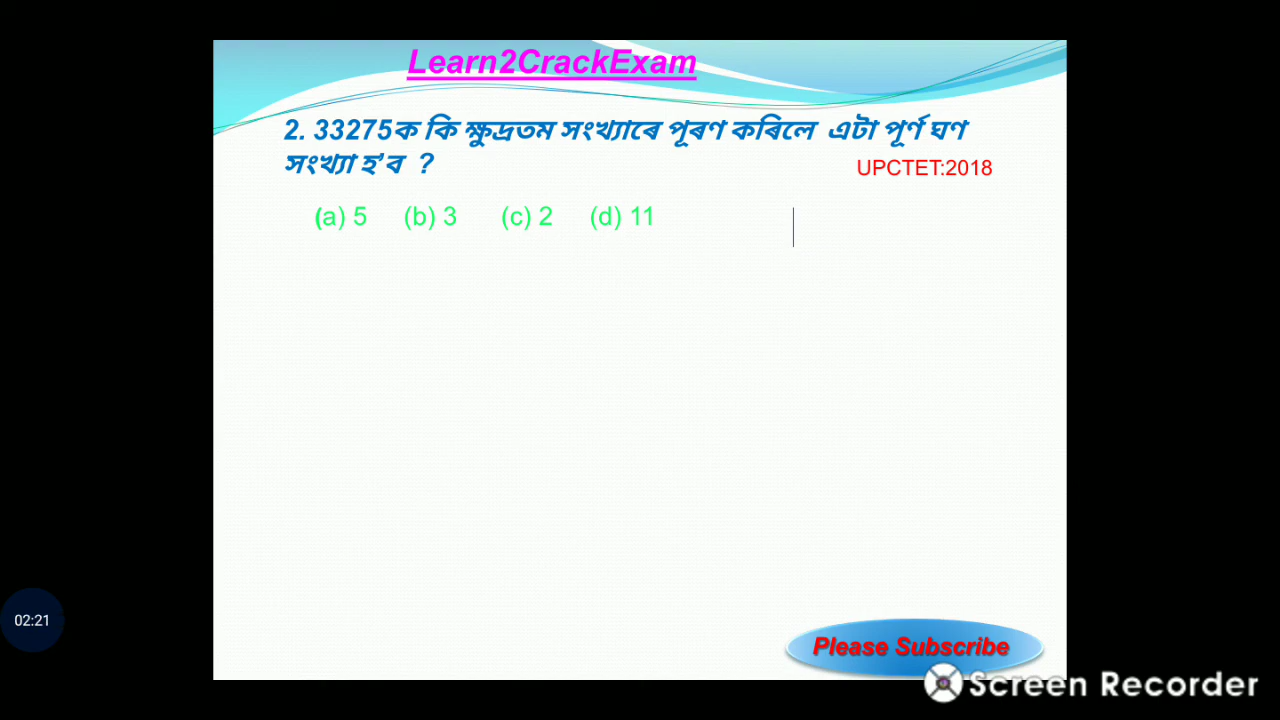 Learn2CrackExam
2. 33275ক কি ক্ষুদ্ৰতম সংখ্যাৰে পূৰণ কৰিলে এটা পূৰ্ণ ঘণ
সংখ্যা হ'ব ?
UPCTET:2018
(a) 5 (b) 3 (c) 2 (d) 11
02:21
Please Subscribe
Screen Recorder